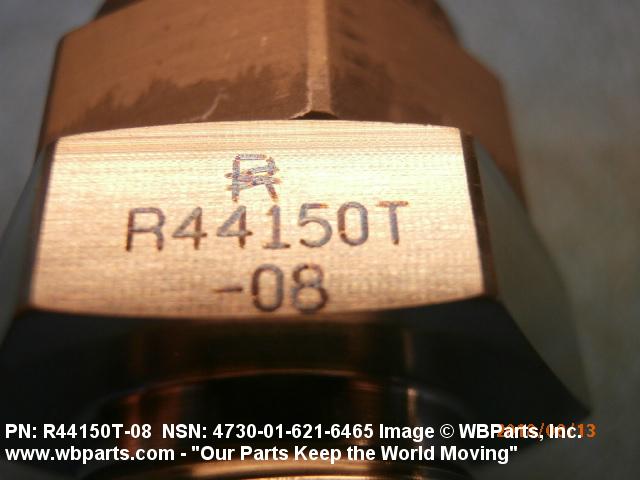 R
R44150T
-08
PN: R44150T-08 NSN: 4730-01-621-6465 Image © WBParts, Inc.
www.wbparts.com - "Our Parts Keep the World Moving"